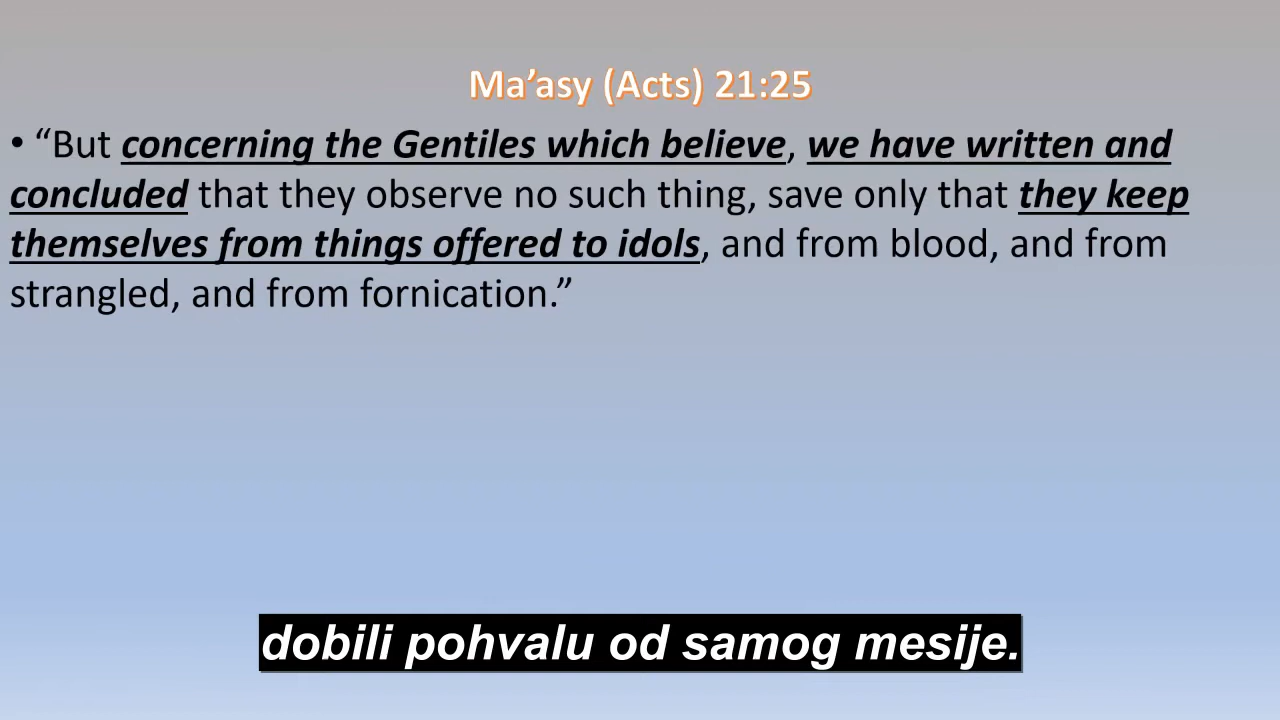 Ma’asy (Acts) 21:25
• “But concerning the Gentiles which believe, we have written and
concluded that they observe no such thing, save only that they keep
themselves from things offered to idols, and from blood, and from
strangled, and from fornication.”
dobili pohvalu od samog mesije.